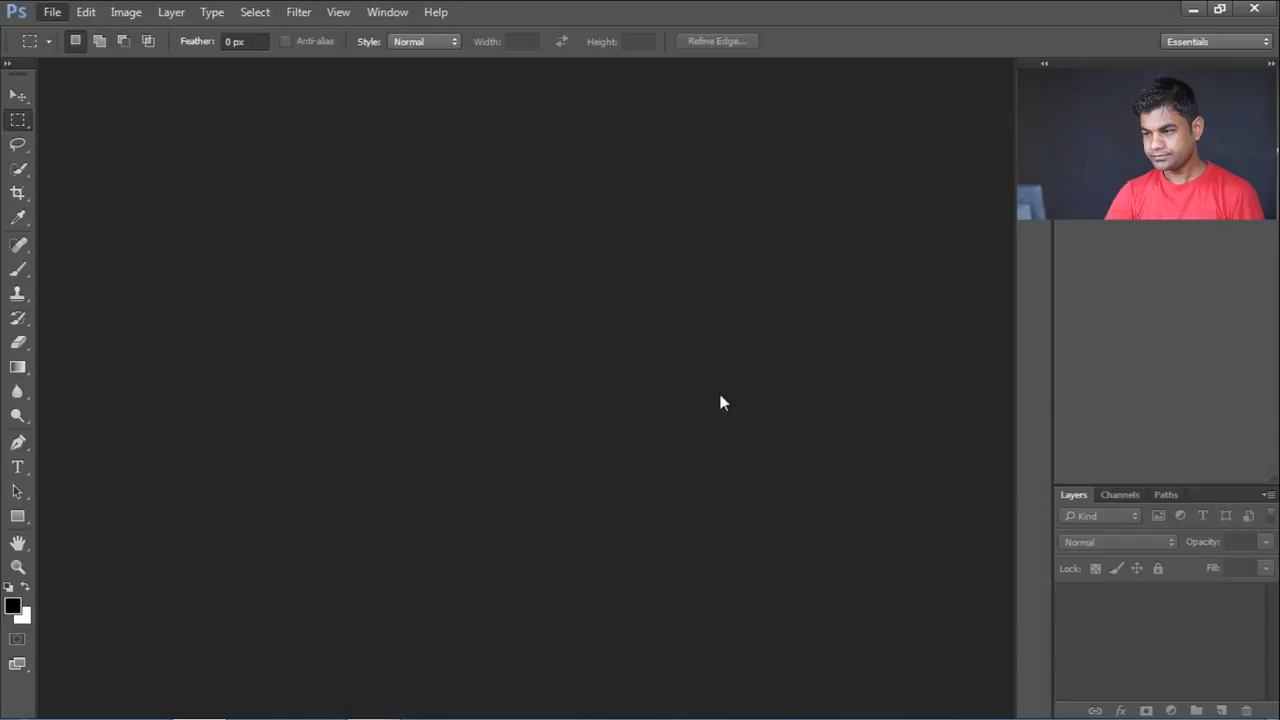 Ps File Edit Image Layer Type Select Filter View Window Help
Feather: 0 px Anti-alias Style: Normal Width: Height: Refine Edge... Essentials
T
Layers Channels Paths
Kind T
Normal Opacity:
Lock: Fill:
fx